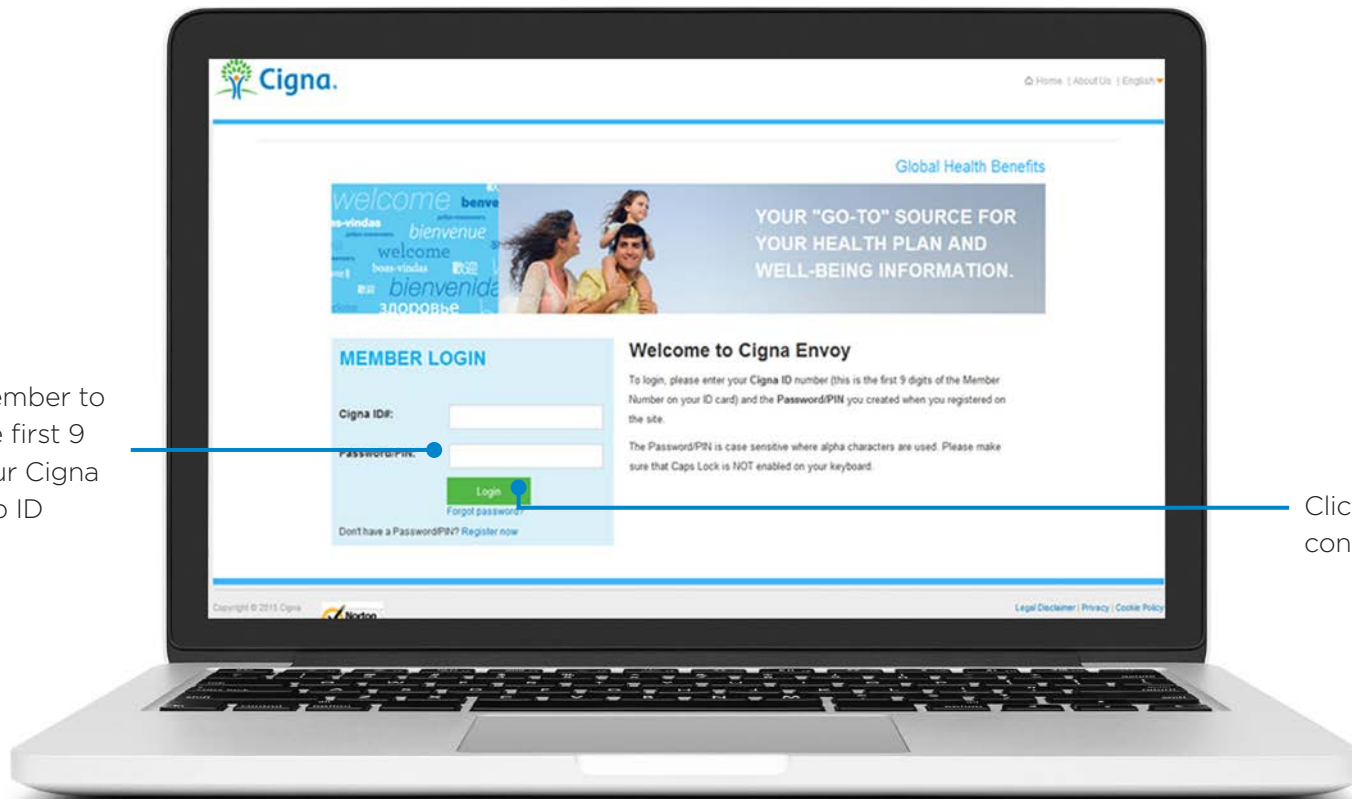 Cigna.
Home | About Us | English
Global Health Benefits
welcome
benve
as-vindas
bienvenue
welcome
boas-vindas 歡迎
bienvenida
здоровье
YOUR "GO-TO" SOURCE FOR
YOUR HEALTH PLAN AND
WELL-BEING INFORMATION.
MEMBER LOGIN
Cigna ID#:
Password/PIN:
Login
Forgot password?
Don't have a Password/PIN? Register now
Welcome to Cigna Envoy
To login, please enter your Cigna ID number (this is the first 9 digits of the Member
Number on your ID card) and the Password/PIN you created when you registered on
the site.
The Password/PIN is case sensitive where alpha characters are used. Please make
sure that Caps Lock is NOT enabled on your keyboard.
ember to
e first 9
ur Cigna
o ID
Clic
con
Copyright © 2015 Cigna
Norton
Legal Disclaimer | Privacy | Cookie Policy